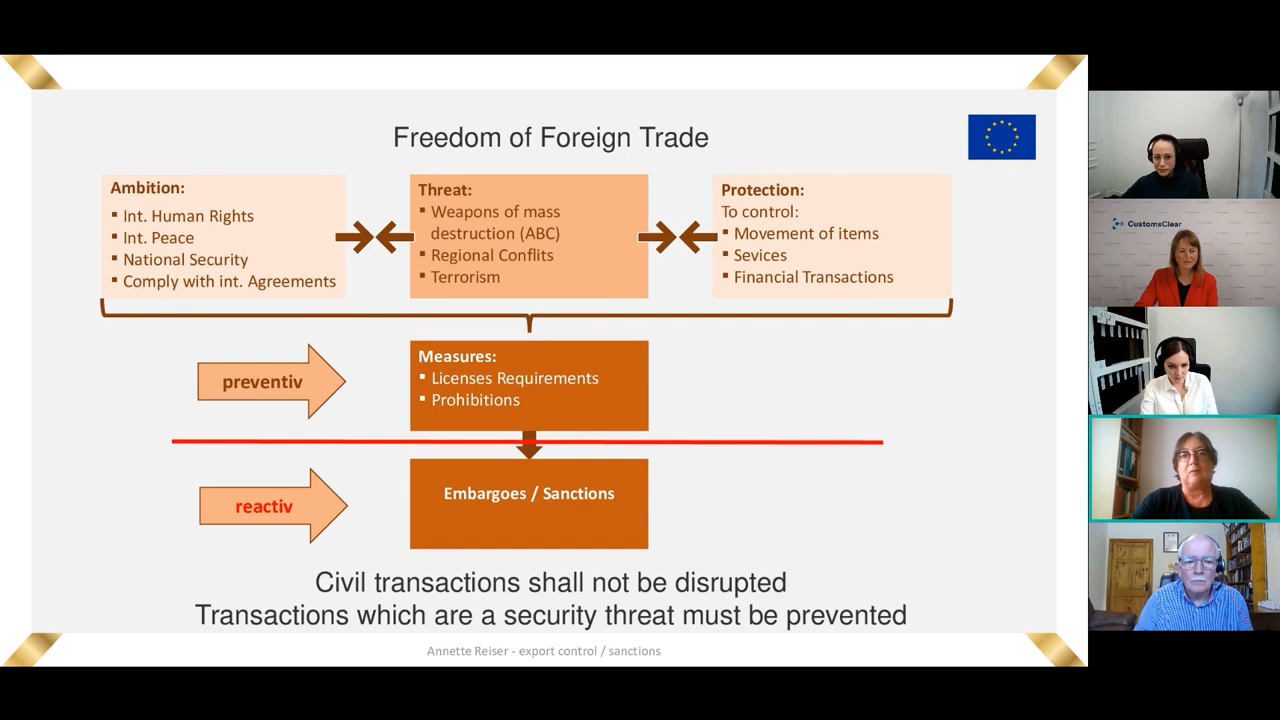 Freedom of Foreign Trade
Ambition:
▪ Int. Human Rights
▪ Int. Peace
▪ National Security
▪ Comply with int. Agreements
Threat:
▪ Weapons of mass
destruction (ABC)
▪ Regional Conflits
▪ Terrorism
Protection:
To control:
▪ Movement of items
▪ Sevices
▪ Financial Transactions
preventiv
Measures:
▪ Licenses Requirements
▪ Prohibitions
reactiv
Embargoes / Sanctions
Civil transactions shall not be disrupted
Transactions which are a security threat must be prevented
Annette Reiser - export control / sanctions
CustomsClear